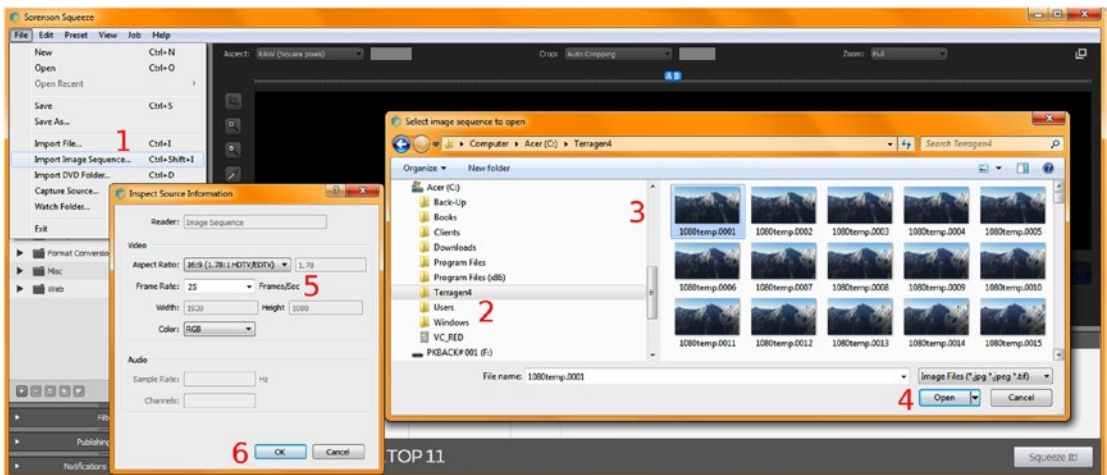 Sorenson Squeeze
File Edit Preset View Job Help
New Ctrl+N
Open Ctrl+O
Open Recent
Save Ctrl+S
Save As...
Import File... Ctrl+I
1
Import Image Sequence... Ctrl+Shift+I
Import DVD Folder... Ctrl+D
Capture Source...
Watch Folder...
Exit
Format Conversio
Misc
Web
Filt
Publishing
Notifications
Aspect: RAW (Square pixel)
Crop: Auto Cropping
Zoom: Full
A B
Inspect Source Information
Reader: Image Sequence
Video
Aspect Ratio: 16:9 (1.78:1 HDTV/EDTV) 1.78
Frame Rate: 25 Frames/Sec 5
Width: 1920 Height 1080
Color: RGB
Audio
Sample Rate: Hz
Channels:
6 OK Cancel
Select image sequence to open
Computer Acer (C:) Terragen4
Search Terragen4
Organize New folder
Acer (C:)
Back-Up
Books
Clients
Downloads
Program Files
Program Files (x86)
Terragen4
Users
2
Windows
VC_RED
PKBACK# 001 (F:)
3
1080temp.0001 1080temp.0002 1080temp.0003 1080temp.0004 1080temp.0005
1080temp.0006 1080temp.0007 1080temp.0008 1080temp.0009 1080temp.0010
1080temp.0011 1080temp.0012 1080temp.0013 1080temp.0014 1080temp.0015
File name: 1080temp.0001 Image Files (*.jpg *.jpeg *.tif)
4 Open Cancel
TOP 11
Squeeze It!